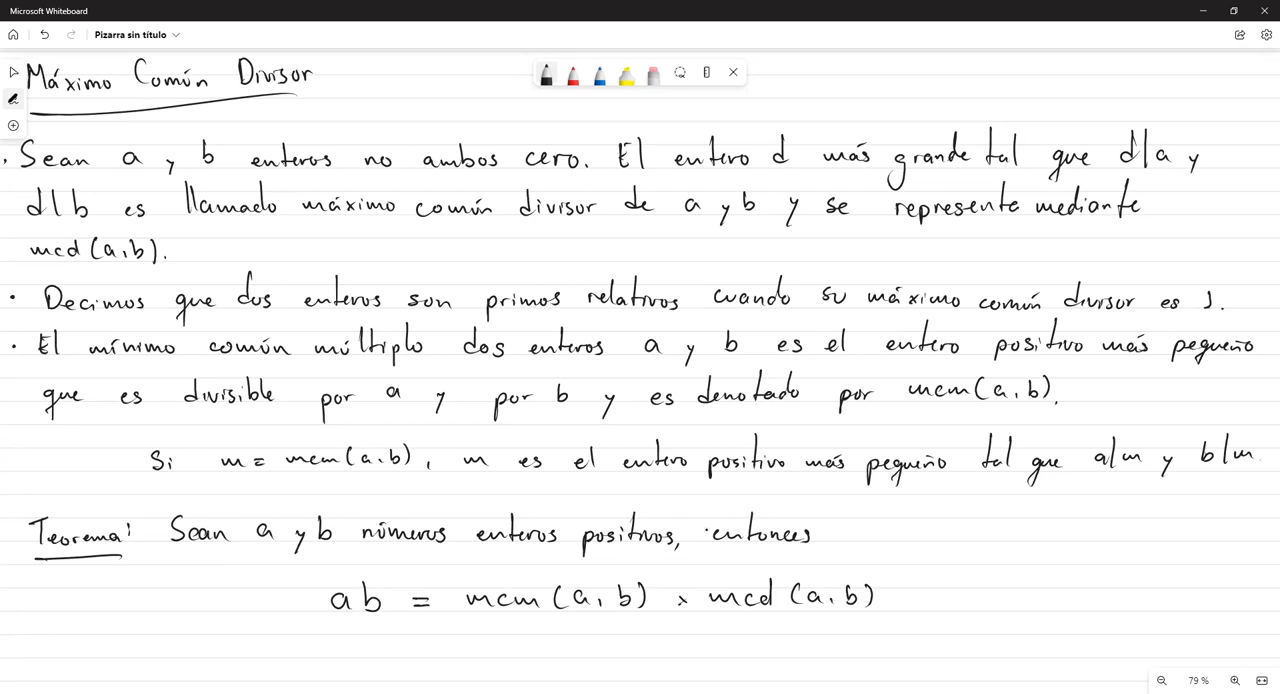 Microsoft Whiteboard
Pizarra sin título
Máximo Común Divisor
. Sean a y b enteros no ambos cero. El entero d más grande tal que d|a y
d|b es llamado máximo común divisor de a y b y se represente mediante
mcd (a,b).
· Decimos que dos enteros son primos relativos cuando su máximo común divisor es 1.
· El mínimo común múltiplo dos enteros a y b es el entero positivo más pequeño
que es divisible por a y por b y es denotado por mcm(a,b).
Si m = mcm(a,b), m es el entero positivo más pequeño tal que a|m y b|m.
Teorema: Sean a y b números enteros positivos, entonces
ab = mcm (a,b) × mcd (a,b)
79 %